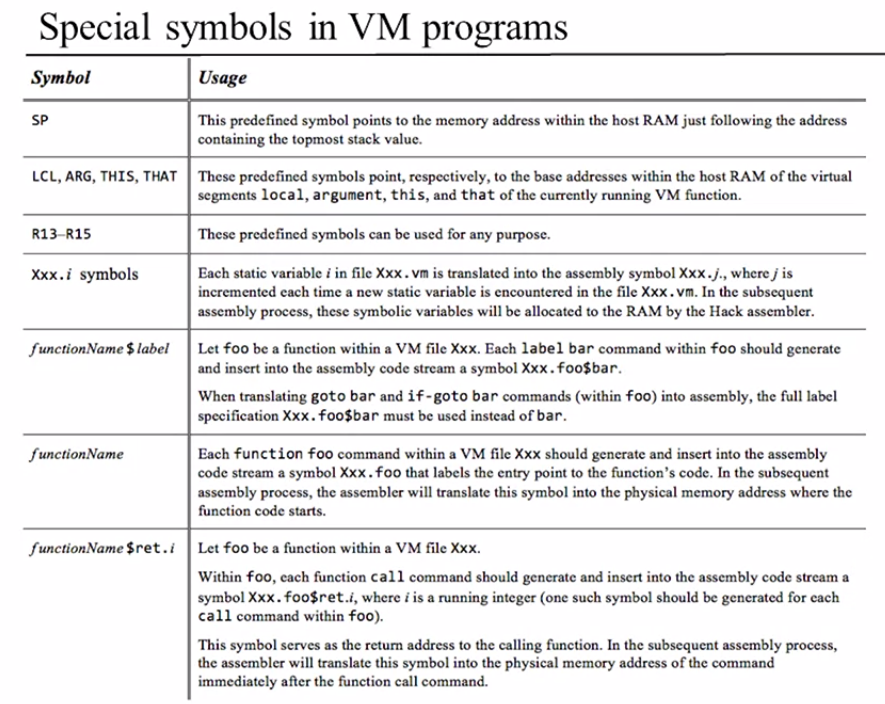 Special symbols in VM programs
Symbol Usage
SP This predefined symbol points to the memory address within the host RAM just following the address
containing the topmost stack value.
LCL, ARG, THIS, THAT These predefined symbols point, respectively, to the base addresses within the host RAM of the virtual
segments local, argument, this, and that of the currently running VM function.
R13–R15 These predefined symbols can be used for any purpose.
Xxx.i symbols Each static variable i in file Xxx.vm is translated into the assembly symbol Xxx.j., where j is
incremented each time a new static variable is encountered in the file Xxx.vm. In the subsequent
assembly process, these symbolic variables will be allocated to the RAM by the Hack assembler.
functionName$label Let foo be a function within a VM file Xxx. Each label bar command within foo should generate
and insert into the assembly code stream a symbol Xxx.foo$bar.
When translating goto bar and if-goto bar commands (within foo) into assembly, the full label
specification Xxx.foo$bar must be used instead of bar.
functionName Each function foo command within a VM file Xxx should generate and insert into the assembly
code stream a symbol Xxx.foo that labels the entry point to the function's code. In the subsequent
assembly process, the assembler will translate this symbol into the physical memory address where the
function code starts.
functionName$ret.i Let foo be a function within a VM file Xxx.
Within foo, each function call command should generate and insert into the assembly code stream a
symbol Xxx.foo$ret.i, where i is a running integer (one such symbol should be generated for each
call command within foo).
This symbol serves as the return address to the calling function. In the subsequent assembly process,
the assembler will translate this symbol into the physical memory address of the command
immediately after the function call command.